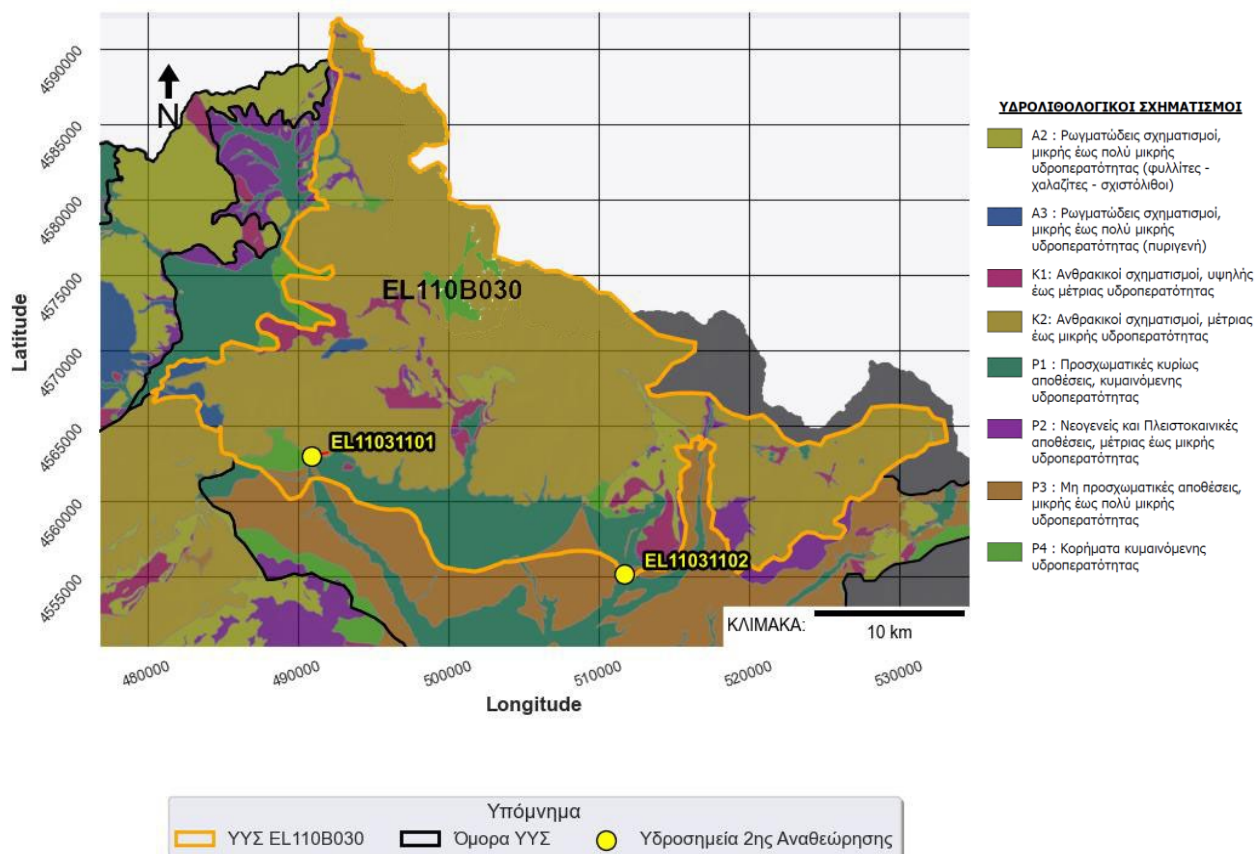 4590000
4585000
4580000
4575000
4570000
4565000
4560000
4555000
Latitude
N
EL110B030
EL11031101
EL11031102
ΚΛΙΜΑΚΑ:
10 km
480000
490000
500000
510000
520000
530000
Longitude
ΥΔΡΟΛΙΘΟΛΟΓΙΚΟΙ ΣΧΗΜΑΤΙΣΜΟΙ
A2 : Ρωγματώδεις σχηματισμοί,
μικρής έως πολύ μικρής
υδροπερατότητας (φυλλίτες -
χαλαζίτες - σχιστόλιθοι)
A3 : Ρωγματώδεις σχηματισμοί,
μικρής έως πολύ μικρής
υδροπερατότητας (πυριγενή)
K1: Ανθρακικοί σχηματισμοί, υψηλής
έως μέτριας υδροπερατότητας
K2: Ανθρακικοί σχηματισμοί, μέτριας
έως μικρής υδροπερατότητας
P1 : Προσχωματικές κυρίως
αποθέσεις, κυμαινόμενης
υδροπερατότητας
P2 : Νεογενείς και Πλειστοκαινικές
αποθέσεις, μέτριας έως μικρής
υδροπερατότητας
P3 : Μη προσχωματικές αποθέσεις,
μικρής έως πολύ μικρής
υδροπερατότητας
P4 : Κορήματα κυμαινόμενης
υδροπερατότητας
Υπόμνημα
ΥΥΣ EL110B030
Όμορα ΥΥΣ
Υδροσημεία 2ης Αναθεώρησης